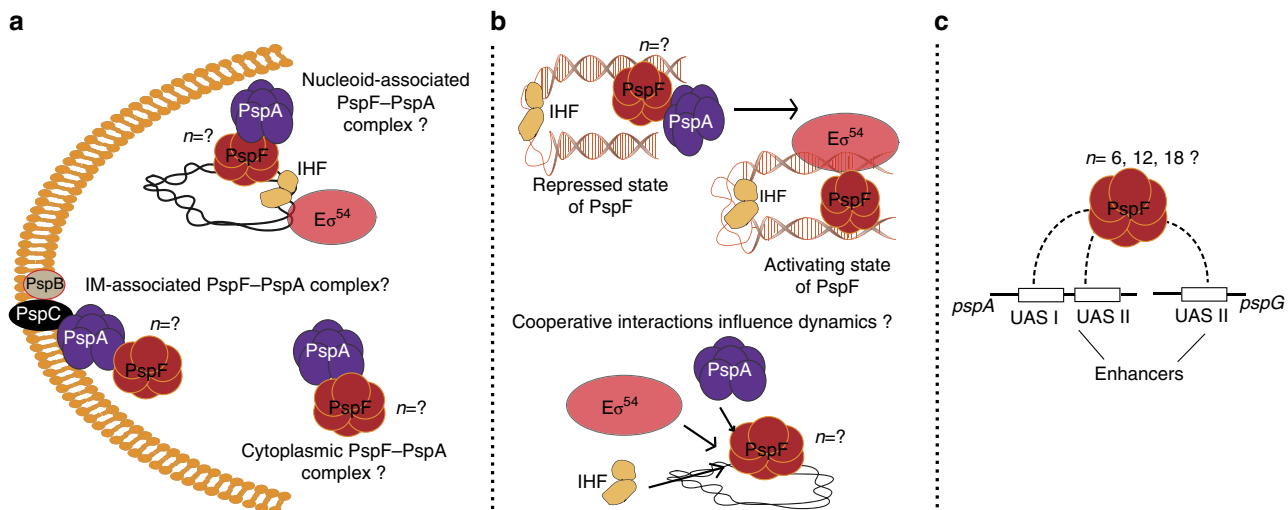 a
Nucleoid-associated
PspF–PspA
complex ?
PspA
n=?
PspF
IHF
Eσ⁵⁴
PspB
IM-associated PspF–PspA complex?
PspC
PspA
n=?
PspF
PspA
PspF
n=?
Cytoplasmic PspF–PspA
complex ?
b
n=?
PspF
IHF
PspA
Repressed state
of PspF
Eσ⁵⁴
IHF
PspF
Activating state
of PspF
Cooperative interactions influence dynamics ?
PspA
Eσ⁵⁴
PspF
n=?
IHF
c
n= 6, 12, 18 ?
PspF
pspA
UAS I
UAS II
UAS II
pspG
Enhancers